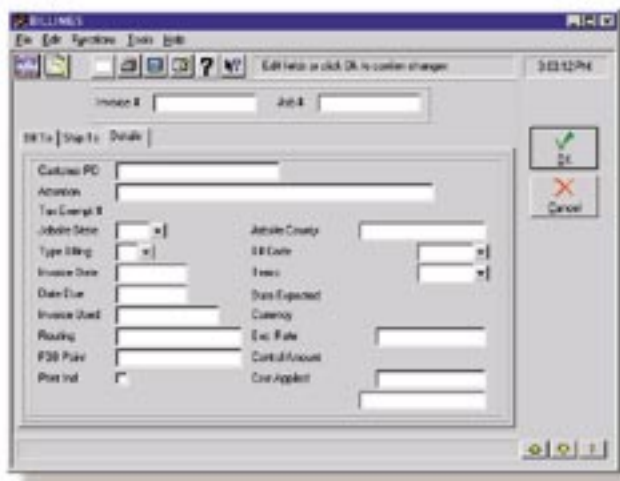 BILLINGS
File Edit Functions Tools Help
Edit fields or click OK to confirm changes 3:03:12 PM
Invoice # Job #
Bill To Ship To Details
Customer PO
Attention
Tax Exempt #
Jobsite State Jobsite County
Type Billing Bill Code
Invoice Date Terms
Date Due Date Expected
Invoice Used Currency
Routing Exc. Rate
FOB Point Control Amount
Print Ind Cash Applied
OK
Cancel